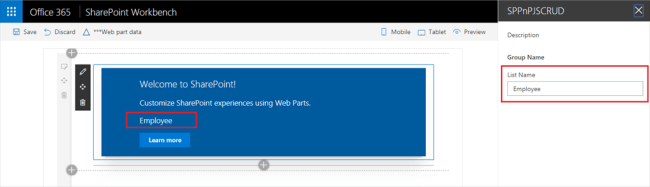 Office 365 SharePoint Workbench
Save Discard ***Web part data Mobile Tablet Preview
Welcome to SharePoint!
Customize SharePoint experiences using Web Parts.
Employee
Learn more
SPPnPJSCRUD
Description
Group Name
List Name
Employee